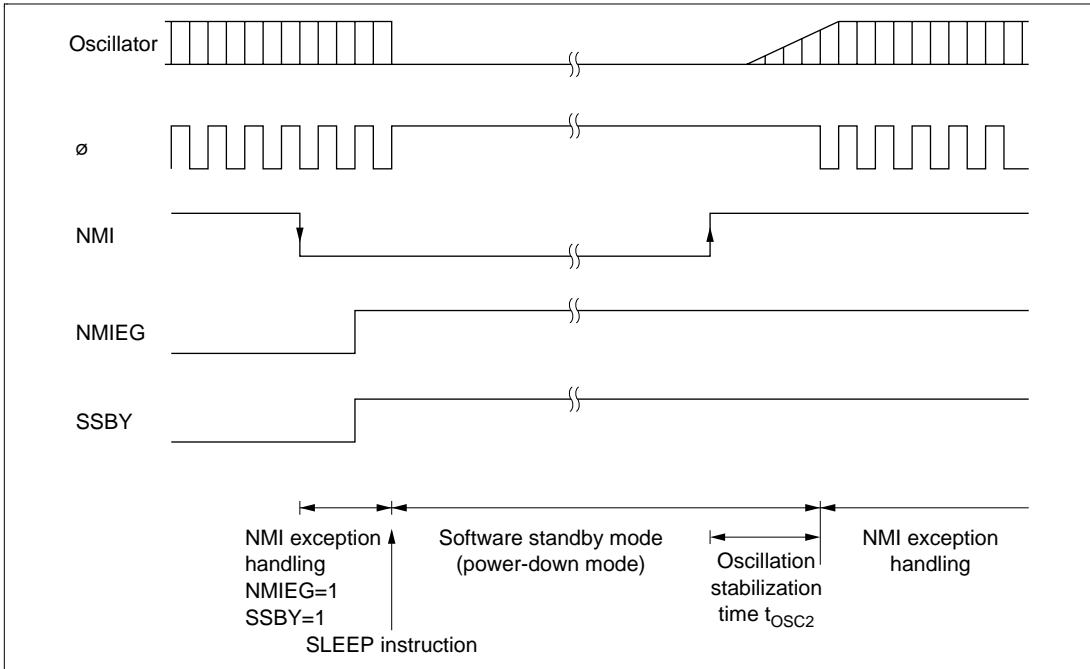 Oscillator
ø
NMI
NMIEG
SSBY
NMI exception
handling
NMIEG=1
SSBY=1
SLEEP instruction
Software standby mode
(power-down mode)
Oscillation
stabilization
time tOSC2
NMI exception
handling